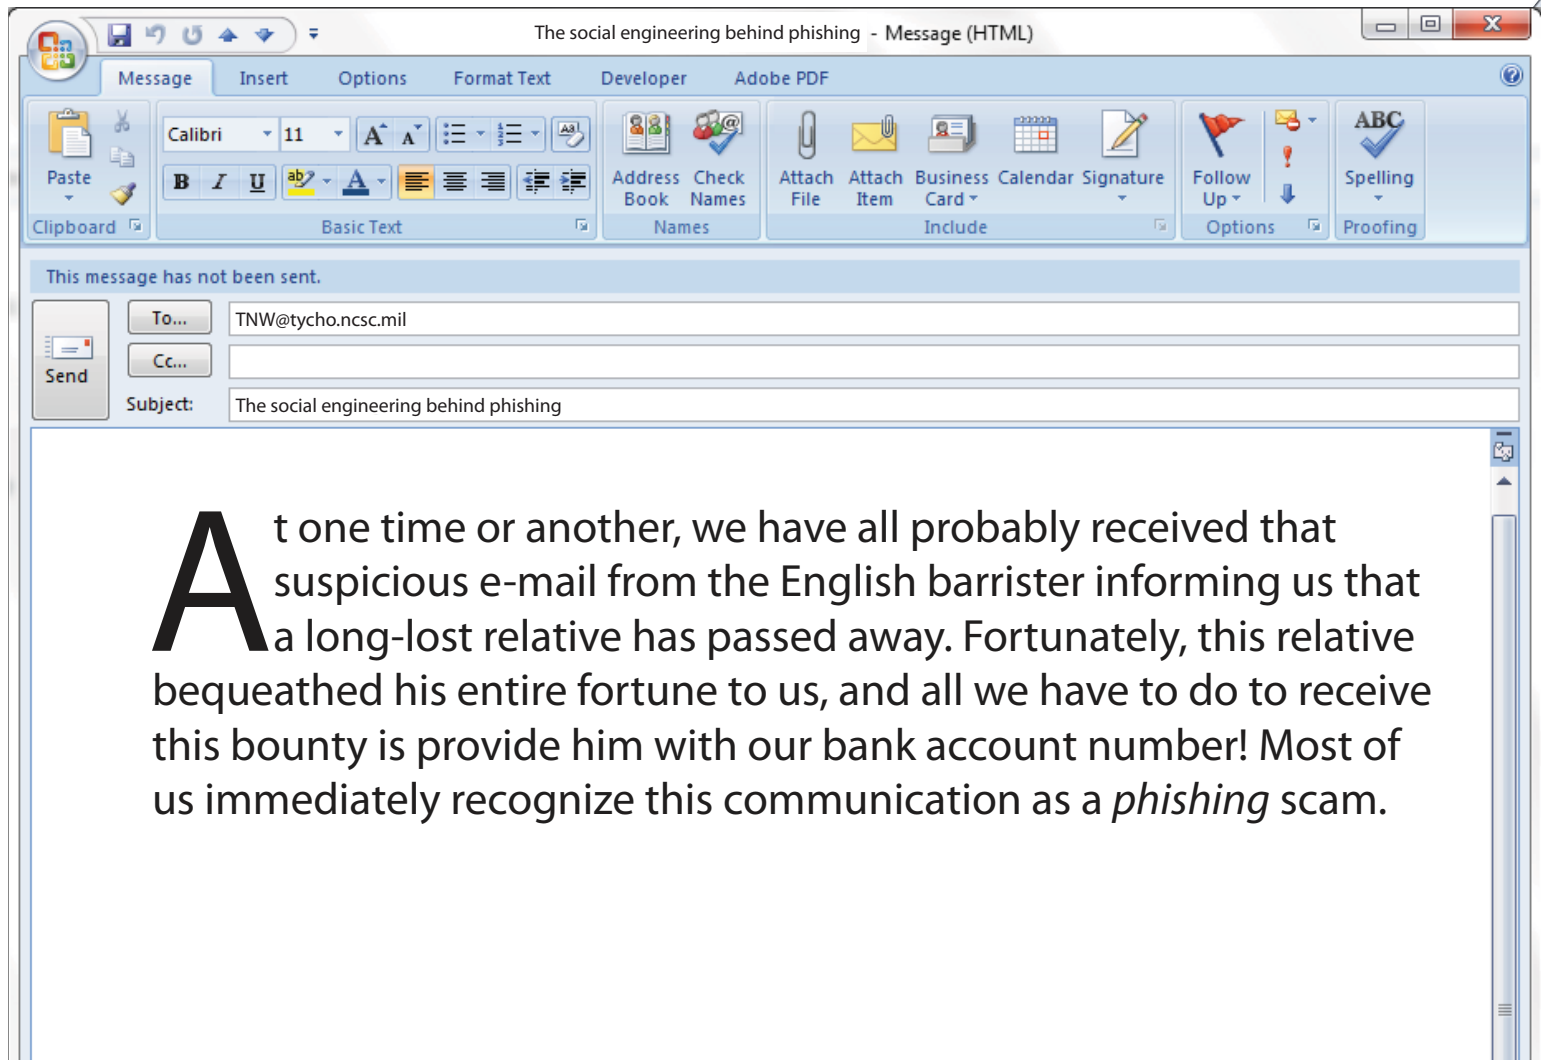 The social engineering behind phishing - Message (HTML)
Message Insert Options Format Text Developer Adobe PDF
Paste
Clipboard
Calibri 11
B I U
Basic Text
Address Book
Check Names
Names
Attach File
Attach Item
Business Card
Calendar
Signature
Include
Follow Up
Options
ABC
Spelling
Proofing
This message has not been sent.
Send
To... TNW@tycho.ncsc.mil
Cc...
Subject: The social engineering behind phishing
At one time or another, we have all probably received that
suspicious e-mail from the English barrister informing us that
a long-lost relative has passed away. Fortunately, this relative
bequeathed his entire fortune to us, and all we have to do to receive
this bounty is provide him with our bank account number! Most of
us immediately recognize this communication as a phishing scam.